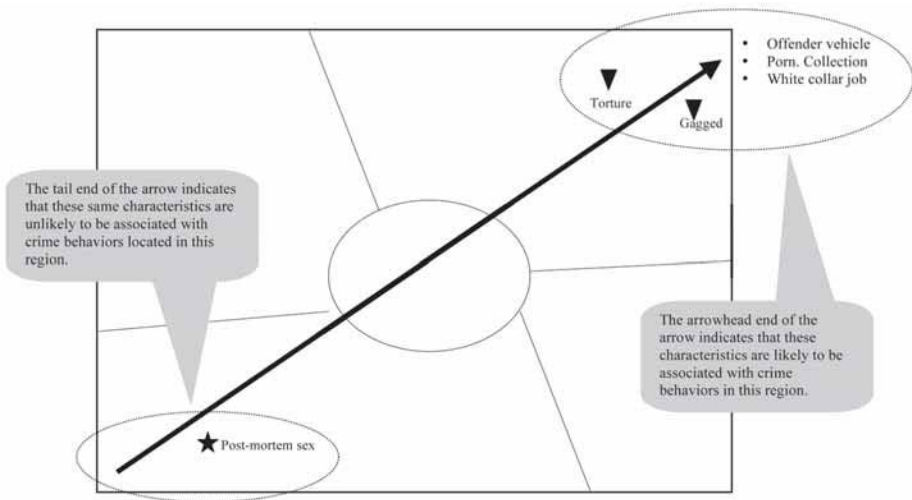 • Offender vehicle
• Porn. Collection
• White collar job
Torture
Gagged
The tail end of the arrow indicates
that these same characteristics are
unlikely to be associated with
crime behaviors located in this
region.
The arrowhead end of the
arrow indicates that these
characteristics are likely to be
associated with crime
behaviors in this region.
Post-mortem sex